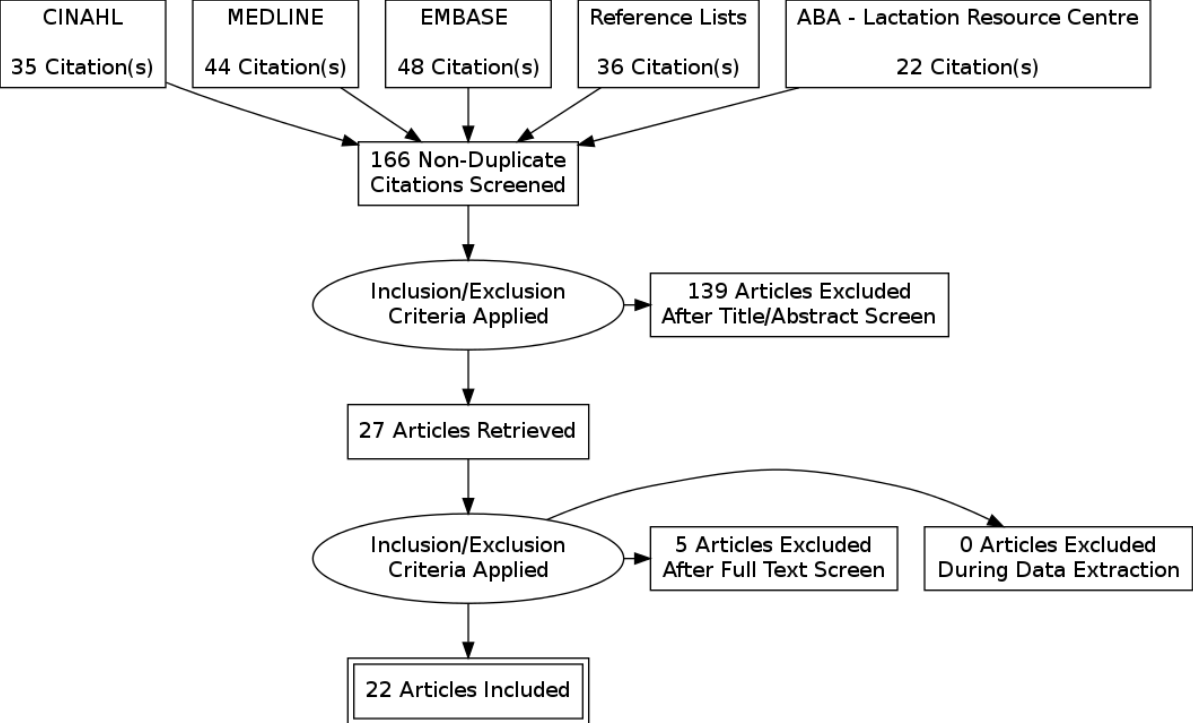 CINAHL
35 Citation(s)
MEDLINE
44 Citation(s)
EMBASE
48 Citation(s)
Reference Lists
36 Citation(s)
ABA - Lactation Resource Centre
22 Citation(s)
166 Non-Duplicate
Citations Screened
Inclusion/Exclusion
Criteria Applied
139 Articles Excluded
After Title/Abstract Screen
27 Articles Retrieved
Inclusion/Exclusion
Criteria Applied
5 Articles Excluded
After Full Text Screen
0 Articles Excluded
During Data Extraction
22 Articles Included